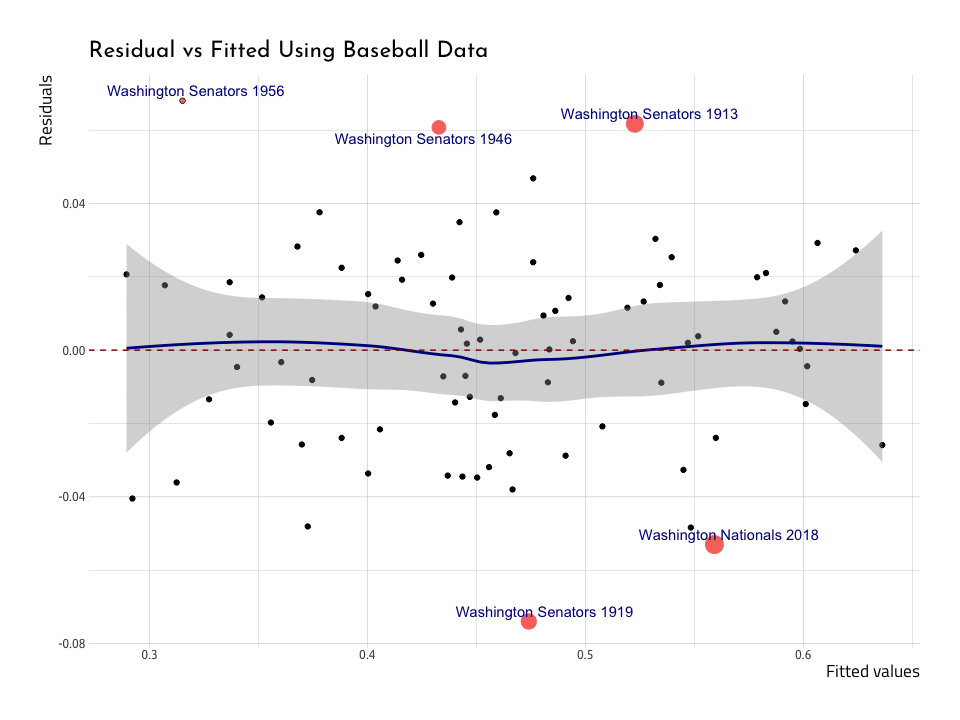 Residual vs Fitted Using Baseball Data
Residuals
Washington Senators 1956
Washington Senators 1913
Washington Senators 1946
0.04
0.00
-0.04
Washington Nationals 2018
Washington Senators 1919
-0.08
0.3 0.4 0.5 0.6
Fitted values